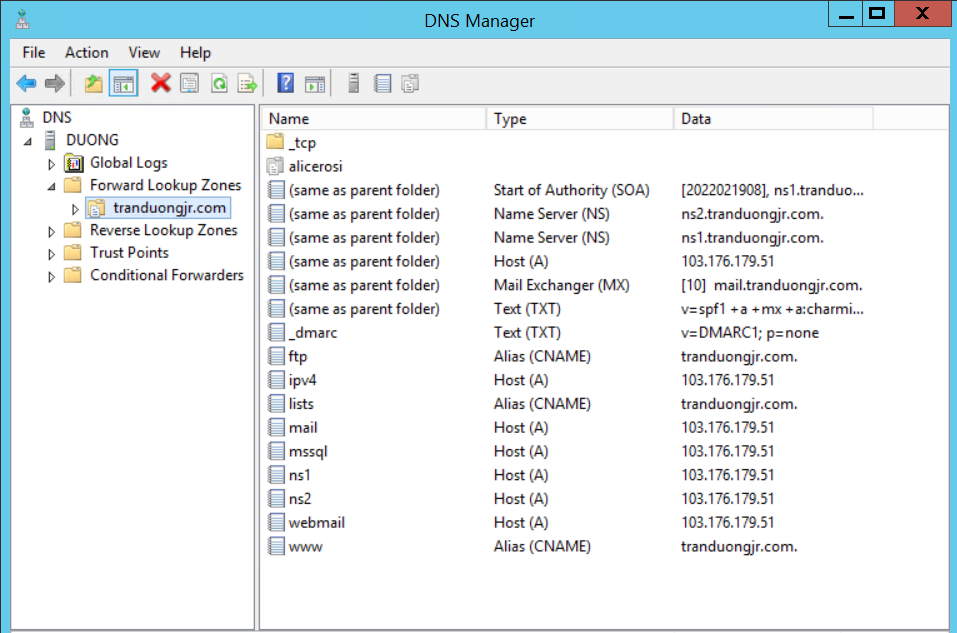 DNS Manager
File Action View Help
DNS
DUONG
Global Logs
Forward Lookup Zones
tranduongjr.com
Reverse Lookup Zones
Trust Points
Conditional Forwarders
Name Type Data
_tcp
alicerosi
(same as parent folder) Start of Authority (SOA) [2022021908], ns1.tranduo...
(same as parent folder) Name Server (NS) ns2.tranduongjr.com.
(same as parent folder) Name Server (NS) ns1.tranduongjr.com.
(same as parent folder) Host (A) 103.176.179.51
(same as parent folder) Mail Exchanger (MX) [10] mail.tranduongjr.com.
(same as parent folder) Text (TXT) v=spf1 +a +mx +a:charmi...
_dmarc Text (TXT) v=DMARC1; p=none
ftp Alias (CNAME) tranduongjr.com.
ipv4 Host (A) 103.176.179.51
lists Alias (CNAME) tranduongjr.com.
mail Host (A) 103.176.179.51
mssql Host (A) 103.176.179.51
ns1 Host (A) 103.176.179.51
ns2 Host (A) 103.176.179.51
webmail Host (A) 103.176.179.51
www Alias (CNAME) tranduongjr.com.